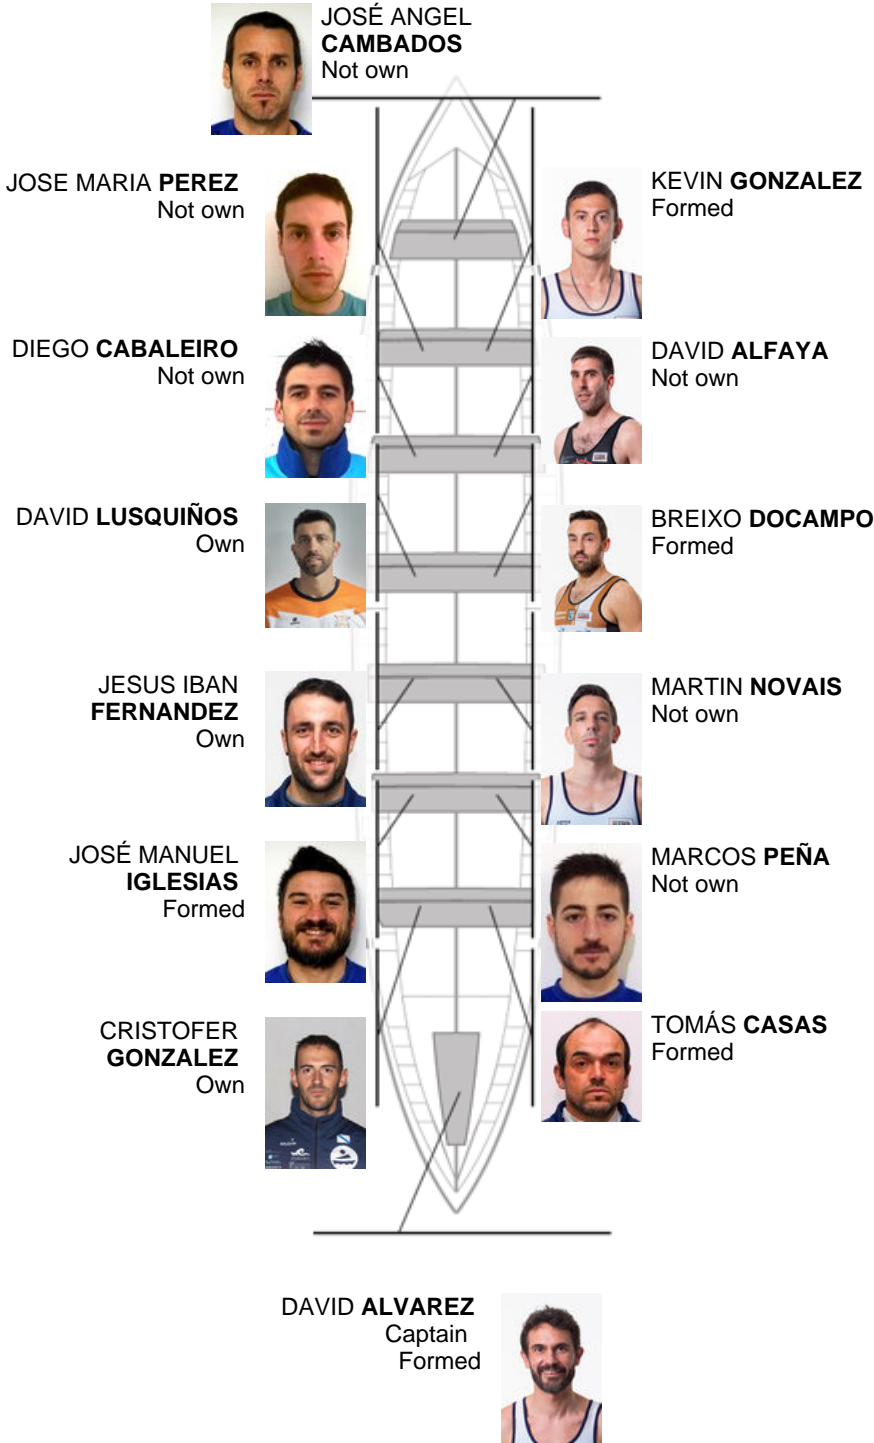 JOSÉ ANGEL
CAMBADOS
Not own
JOSE MARIA PEREZ
Not own
KEVIN GONZALEZ
Formed
DIEGO CABALEIRO
Not own
DAVID ALFAYA
Not own
DAVID LUSQUIÑOS
Own
BREIXO DOCAMPO
Formed
JESUS IBAN
FERNANDEZ
Own
MARTIN NOVAIS
Not own
JOSÉ MANUEL
IGLESIAS
Formed
MARCOS PEÑA
Not own
CRISTOFER
GONZALEZ
Own
TOMÁS CASAS
Formed
DAVID ALVAREZ
Captain
Formed